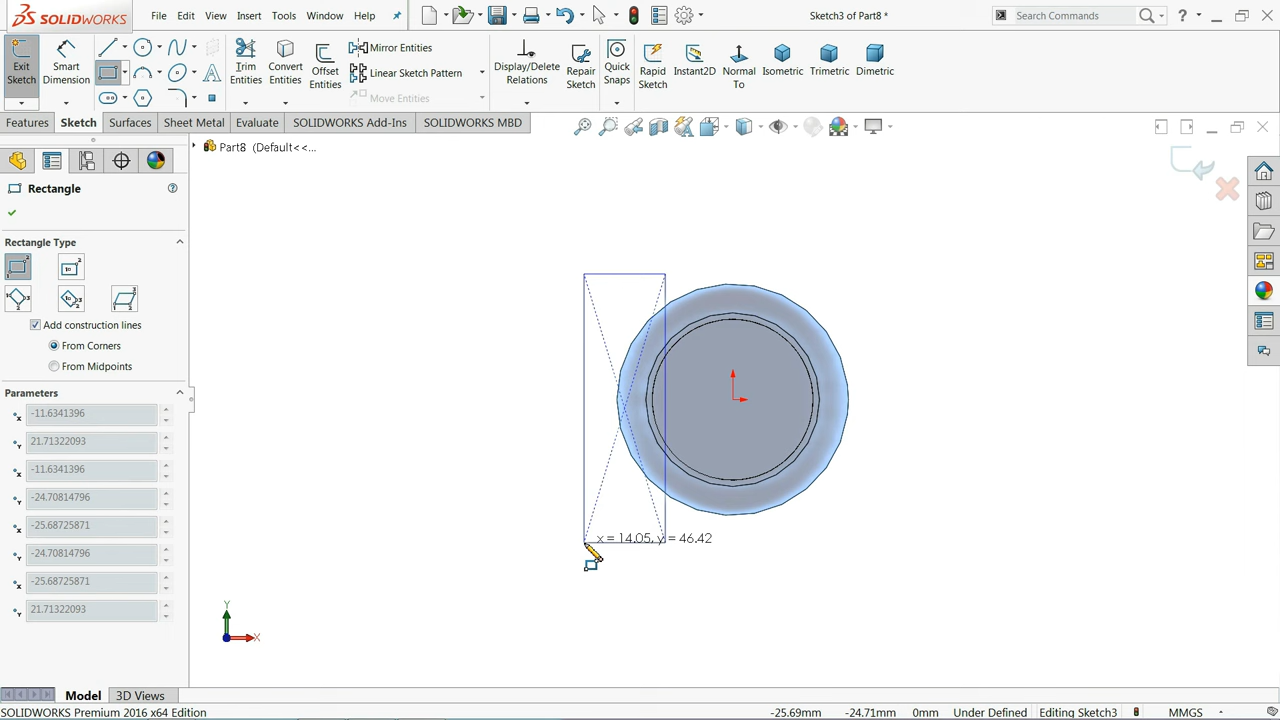 SOLIDWORKS File Edit View Insert Tools Window Help Sketch3 of Part8 * Search Commands ?
Exit Sketch
Smart Dimension
Trim Entities
Convert Entities
Offset Entities
Mirror Entities
Linear Sketch Pattern
Move Entities
Display/Delete Relations
Repair Sketch
Quick Snaps
Rapid Sketch
Instant2D
Normal To
Isometric
Trimetric
Dimetric
Features Sketch Surfaces Sheet Metal Evaluate SOLIDWORKS Add-Ins SOLIDWORKS MBD
Part8 (Default<<...
Rectangle
Rectangle Type
Add construction lines
From Corners
From Midpoints
Parameters
-11.6341396
21.71322093
-11.6341396
-24.70814796
-25.68725871
-24.70814796
-25.68725871
21.71322093
x = 14.05, y = 46.42
Y
X
Model 3D Views
SOLIDWORKS Premium 2016 x64 Edition -25.69mm -24.71mm 0mm Under Defined Editing Sketch3 MMGS